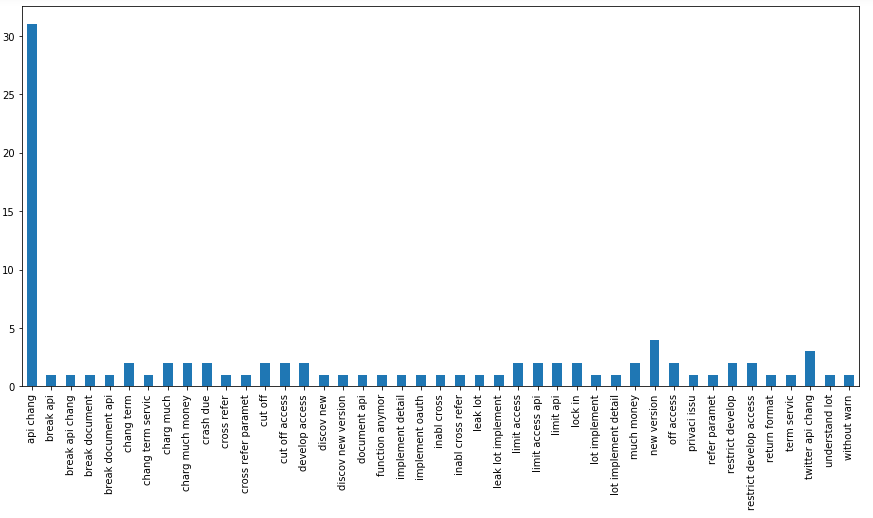 30
25
20
15
10
5
0
api chang
break api
break api chang
break document
break document api
chang term
chang term servic
charg much
charg much money
crash due
cross refer
cross refer paramet
cut off
cut off access
develop access
discov new
discov new version
document api
function anymor
implement detail
implement oauth
inabl cross
inabl cross refer
leak lot
leak lot implement
limit access
limit access api
limit api
lock in
lot implement
lot implement detail
much money
new version
off access
privaci issu
refer paramet
restrict develop
restrict develop access
return format
term servic
twitter api chang
understand lot
without warn